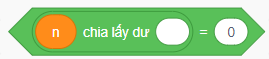 n chia lấy dư = 0